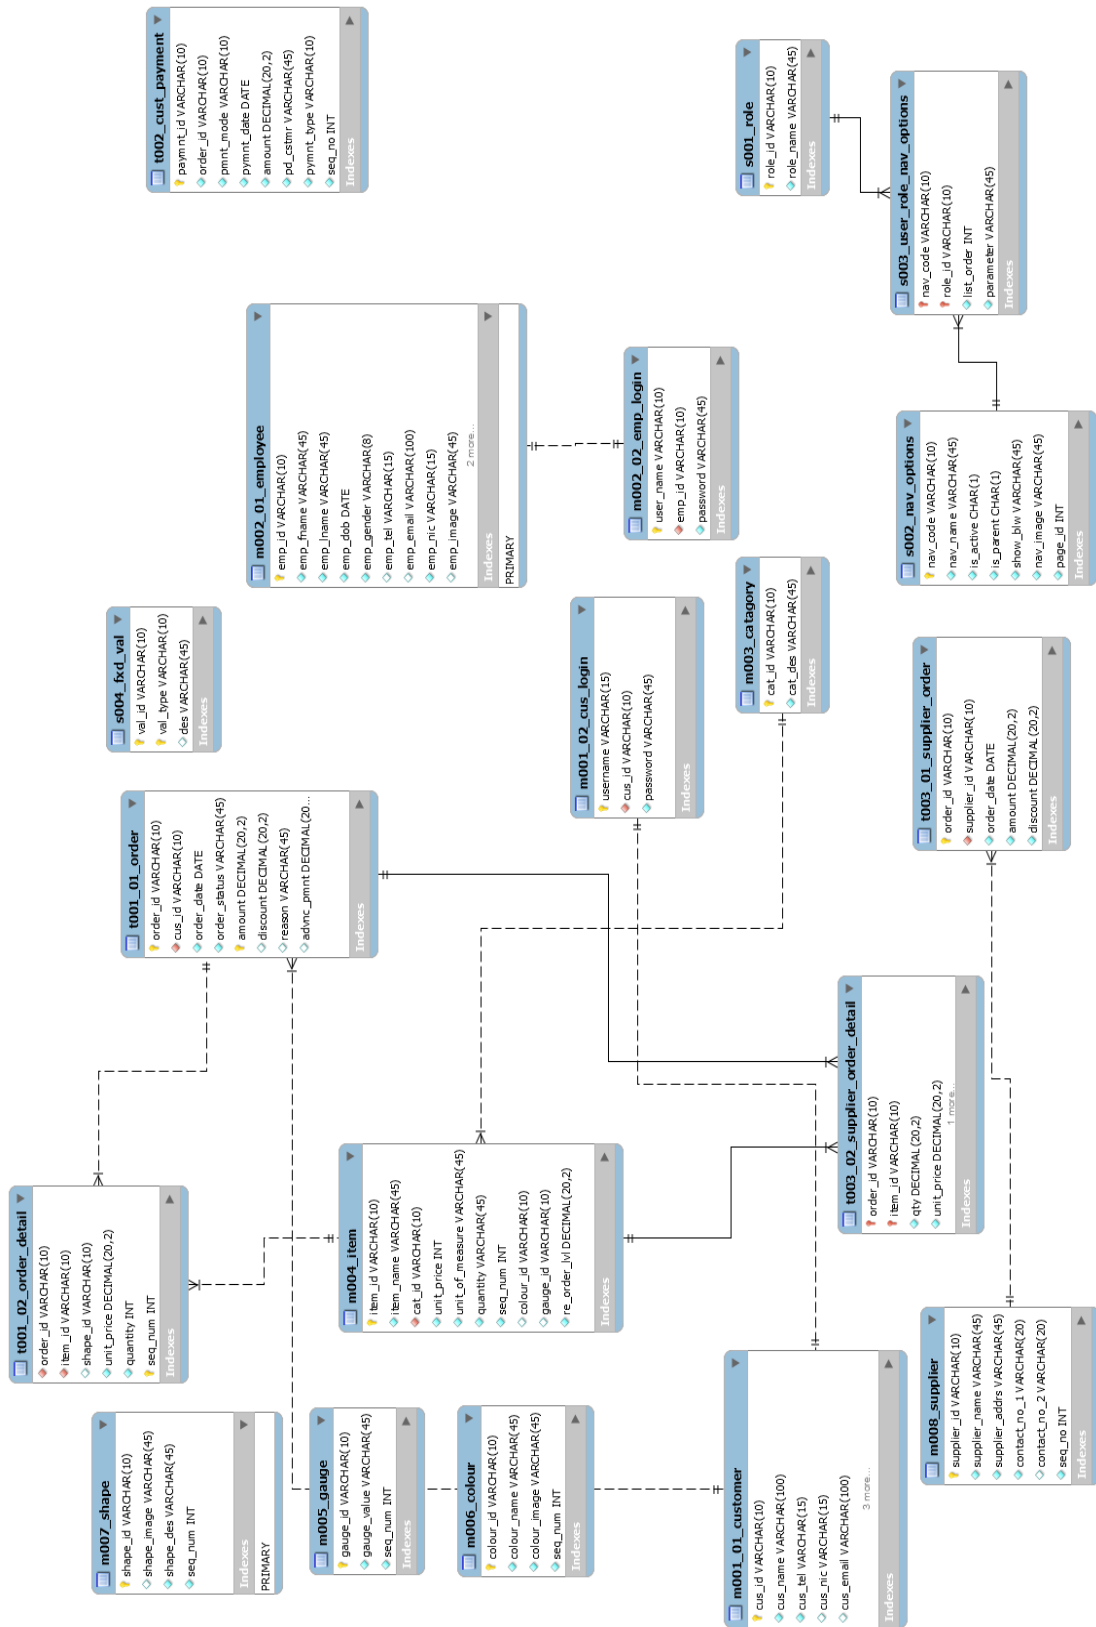 t002_cust_payment
paymnt_id VARCHAR(10)
order_id VARCHAR(10)
pmnt_mode VARCHAR(10)
pymnt_date DATE
amount DECIMAL(20,2)
pd_cstmr VARCHAR(45)
pymnt_type VARCHAR(10)
seq_no INT
Indexes
s001_role
role_id VARCHAR(10)
role_name VARCHAR(45)
Indexes
s003_user_role_nav_options
nav_code VARCHAR(10)
role_id VARCHAR(10)
list_order INT
parameter VARCHAR(45)
Indexes
m002_01_employee
emp_id VARCHAR(10)
emp_fname VARCHAR(45)
emp_lname VARCHAR(45)
emp_dob DATE
emp_gender VARCHAR(8)
emp_tel VARCHAR(15)
emp_email VARCHAR(100)
emp_nic VARCHAR(15)
emp_image VARCHAR(45)
2 more...
Indexes
PRIMARY
m002_02_emp_login
user_name VARCHAR(10)
emp_id VARCHAR(10)
password VARCHAR(45)
Indexes
s002_nav_options
nav_code VARCHAR(10)
nav_name VARCHAR(45)
is_active CHAR(1)
is_parent CHAR(1)
show_blw VARCHAR(45)
nav_image VARCHAR(45)
page_id INT
Indexes
s004_fxd_val
val_id VARCHAR(10)
val_type VARCHAR(10)
des VARCHAR(45)
Indexes
m001_02_cus_login
username VARCHAR(15)
cus_id VARCHAR(10)
password VARCHAR(45)
Indexes
m003_catagory
cat_id VARCHAR(10)
cat_des VARCHAR(45)
Indexes
t003_01_supplier_order
order_id VARCHAR(10)
supplier_id VARCHAR(10)
order_date DATE
amount DECIMAL(20,2)
discount DECIMAL(20,2)
Indexes
t001_01_order
order_id VARCHAR(10)
cus_id VARCHAR(10)
order_date DATE
order_status VARCHAR(45)
amount DECIMAL(20,2)
discount DECIMAL(20,2)
reason VARCHAR(45)
advnc_pmnt DECIMAL(20...
Indexes
t003_02_supplier_order_detail
order_id VARCHAR(10)
item_id VARCHAR(10)
qty DECIMAL(20,2)
unit_price DECIMAL(20,2)
1 more...
Indexes
t001_02_order_detail
order_id VARCHAR(10)
item_id VARCHAR(10)
shape_id VARCHAR(10)
unit_price DECIMAL(20,2)
quantity INT
seq_num INT
Indexes
m004_item
item_id VARCHAR(10)
item_name VARCHAR(45)
cat_id VARCHAR(10)
unit_price INT
unit_of_measure VARCHAR(45)
quantity VARCHAR(45)
seq_num INT
colour_id VARCHAR(10)
gauge_id VARCHAR(10)
re_order_lvl DECIMAL(20,2)
Indexes
m007_shape
shape_id VARCHAR(10)
shape_image VARCHAR(45)
shape_des VARCHAR(45)
seq_num INT
Indexes
PRIMARY
m005_gauge
gauge_id VARCHAR(10)
gauge_value VARCHAR(45)
seq_num INT
Indexes
m006_colour
colour_id VARCHAR(10)
colour_name VARCHAR(45)
colour_image VARCHAR(45)
seq_num INT
Indexes
m001_01_customer
cus_id VARCHAR(10)
cus_name VARCHAR(100)
cus_tel VARCHAR(15)
cus_nic VARCHAR(15)
cus_email VARCHAR(100)
3 more...
Indexes
m008_supplier
supplier_id VARCHAR(10)
supplier_name VARCHAR(45)
supplier_addrs VARCHAR(45)
contact_no_1 VARCHAR(20)
contact_no_2 VARCHAR(20)
seq_no INT
Indexes